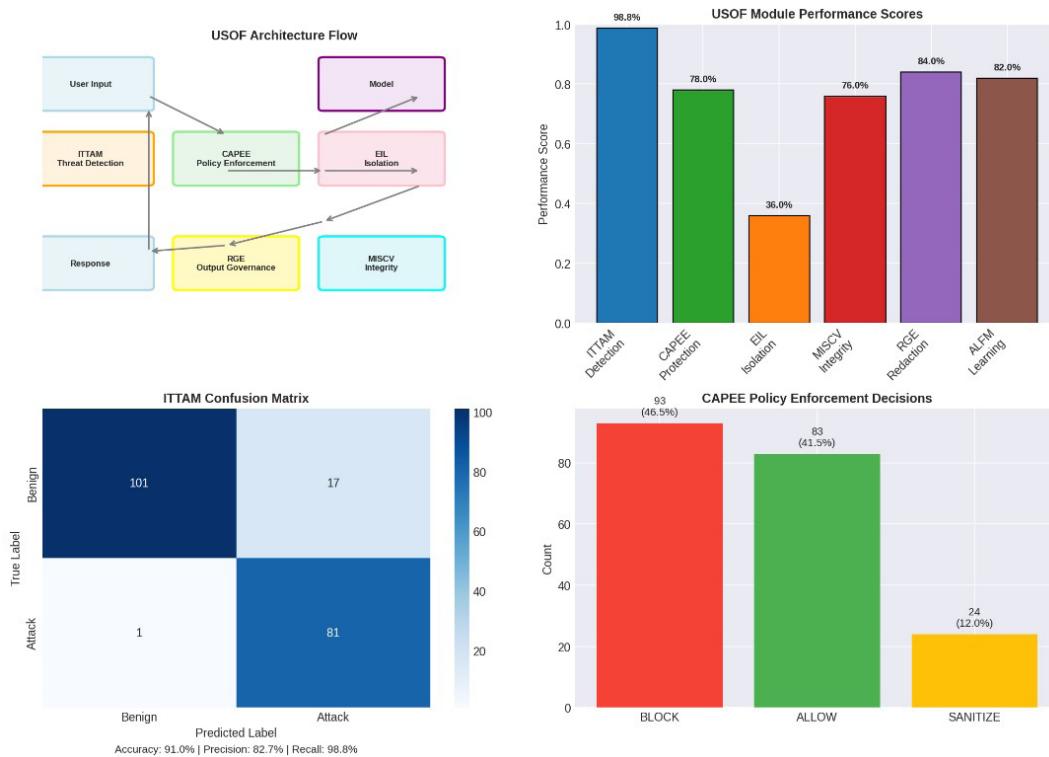 USOF Architecture Flow
User Input
Model
ITTAM
Threat Detection
CAPEE
Policy Enforcement
EIL
Isolation
Response
RGE
Output Governance
MISCV
Integrity
USOF Module Performance Scores
Performance Score
1.0
0.8
0.6
0.4
0.2
0.0
98.8%
78.0%
36.0%
76.0%
84.0%
82.0%
ITTAM
Detection
CAPEE
Protection
EIL
Isolation
MISCV
Integrity
RGE
Redaction
ALFM
Learning
ITTAM Confusion Matrix
True Label
Benign
Attack
101
17
1
81
100
80
60
40
20
Benign
Attack
Predicted Label
Accuracy: 91.0% | Precision: 82.7% | Recall: 98.8%
CAPEE Policy Enforcement Decisions
Count
80
60
40
20
0
93
(46.5%)
83
(41.5%)
24
(12.0%)
BLOCK
ALLOW
SANITIZE